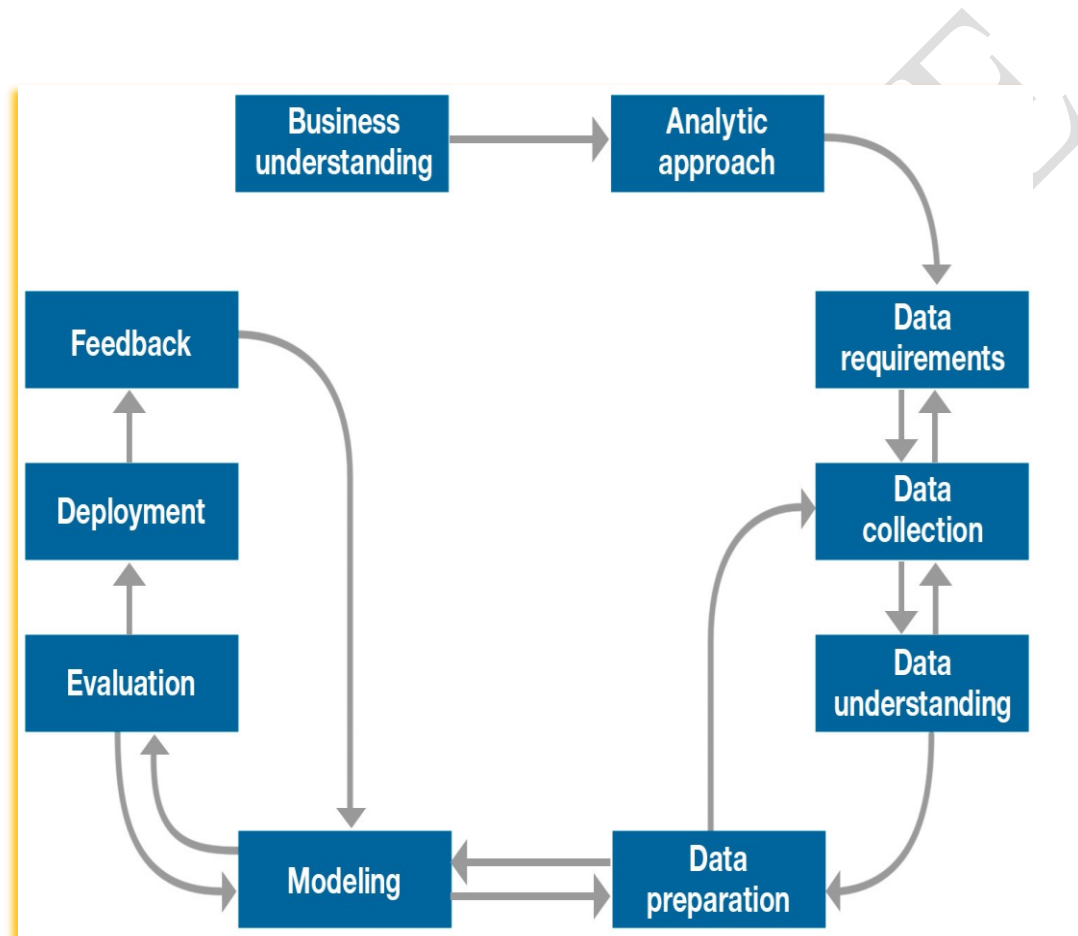 Business
understanding
Analytic
approach
Data
requirements
Feedback
Data
collection
Deployment
Data
understanding
Evaluation
Modeling
Data
preparation